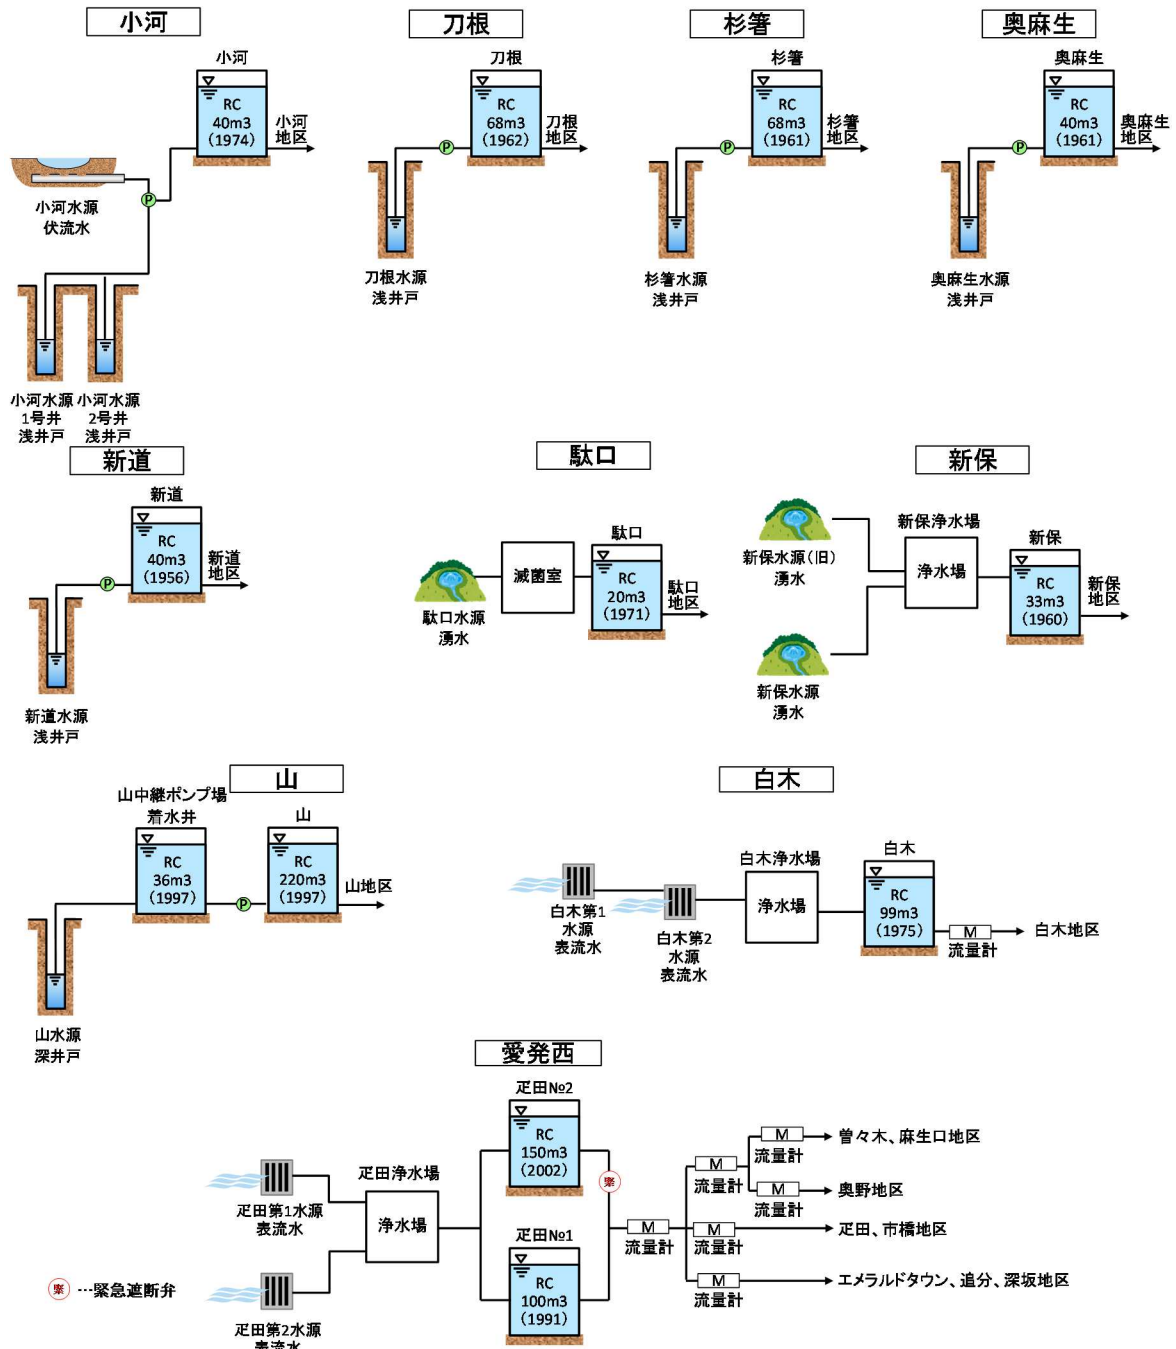 小河
小河
RC
40m3
(1974)
小河
地区
P
小河水源
伏流水
小河水源
1号井
浅井戸
小河水源
2号井
浅井戸
刀根
刀根
RC
68m3
(1962)
刀根
地区
P
刀根水源
浅井戸
杉箸
杉箸
RC
68m3
(1961)
杉箸
地区
P
杉箸水源
浅井戸
奥麻生
奥麻生
RC
40m3
(1961)
奥麻生
地区
P
奥麻生水源
浅井戸
新道
新道
RC
40m3
(1956)
新道
地区
P
新道水源
浅井戸
駄口
駄口
滅菌室
RC
20m3
(1971)
駄口
地区
駄口水源
湧水
新保
新保水源(旧)
湧水
新保浄水場
浄水場
新保
RC
33m3
(1960)
新保
地区
新保水源
湧水
山
山中継ポンプ場
着水井
RC
36m3
(1997)
P
山
RC
220m3
(1997)
山地区
山水源
深井戸
白木
白木第1
水源
表流水
白木第2
水源
表流水
白木浄水場
浄水場
白木
RC
99m3
(1975)
M
流量計
白木地区
愛発西
疋田第1水源
表流水
疋田第2水源
表流水
疋田浄水場
浄水場
疋田№2
RC
150m3
(2002)
緊
疋田№1
RC
100m3
(1991)
M
流量計
M
流量計
M
流量計
曽々木、麻生口地区
M
流量計
奥野地区
M
流量計
疋田、市橋地区
M
流量計
エメラルドタウン、追分、深坂地区
緊 …緊急遮断弁